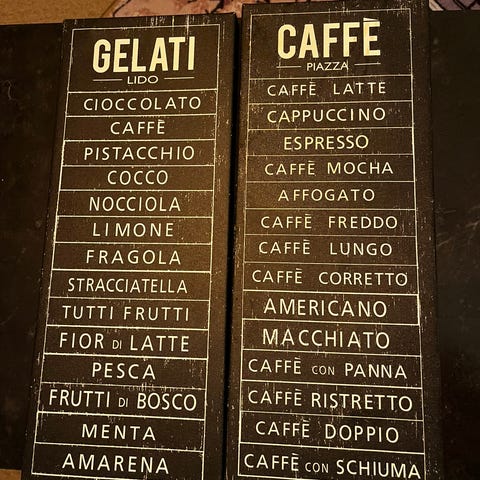 GELATI
LIDO
CIOCCOLATO
CAFFÈ
PISTACCHIO
COCCO
NOCCIOLA
LIMONE
FRAGOLA
STRACCIATELLA
TUTTI FRUTTI
FIOR DI LATTE
PESCA
FRUTTI DI BOSCO
MENTA
AMARENA
CAFFÈ
PIAZZA
CAFFÈ LATTE
CAPPUCCINO
ESPRESSO
CAFFÈ MOCHA
AFFOGATO
CAFFÈ FREDDO
CAFFÈ LUNGO
CAFFÈ CORRETTO
AMERICANO
MACCHIATO
CAFFÈ CON PANNA
CAFFÈ RISTRETTO
CAFFÈ DOPPIO
CAFFÈ CON SCHIUMA